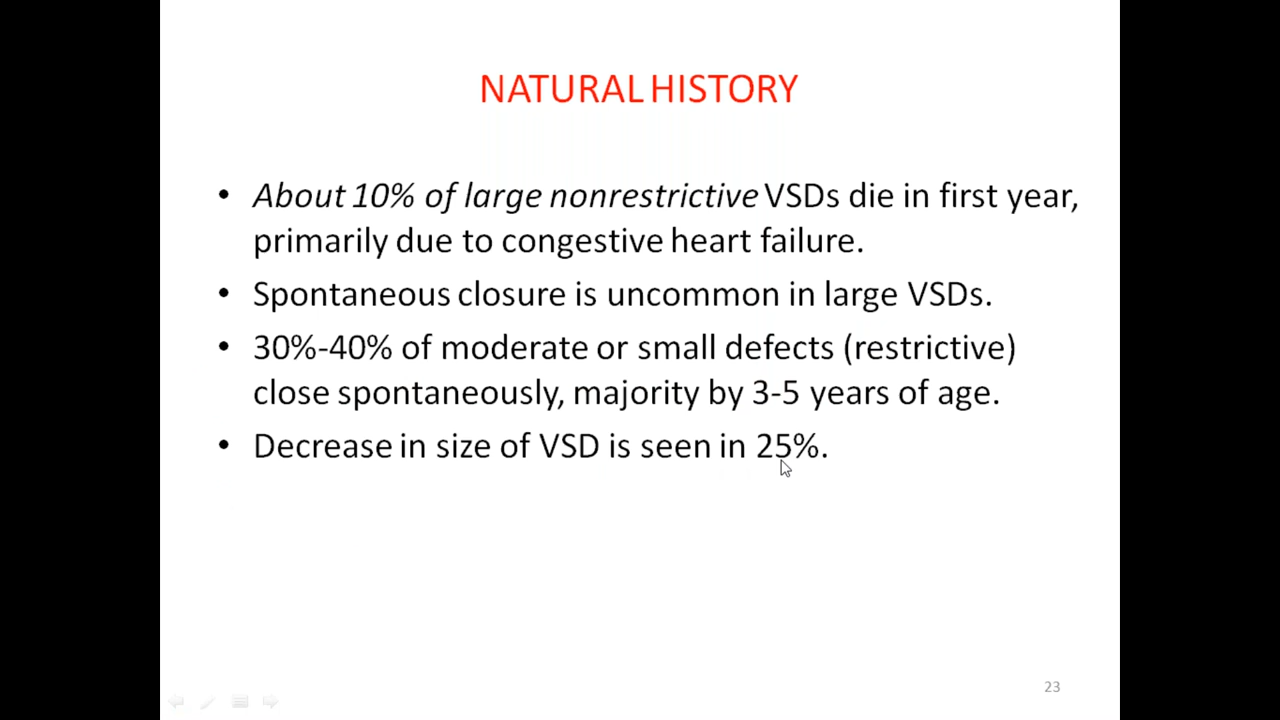 NATURAL HISTORY
• About 10% of large nonrestrictive VSDs die in first year,
primarily due to congestive heart failure.
• Spontaneous closure is uncommon in large VSDs.
• 30%-40% of moderate or small defects (restrictive)
close spontaneously, majority by 3-5 years of age.
• Decrease in size of VSD is seen in 25%.
23